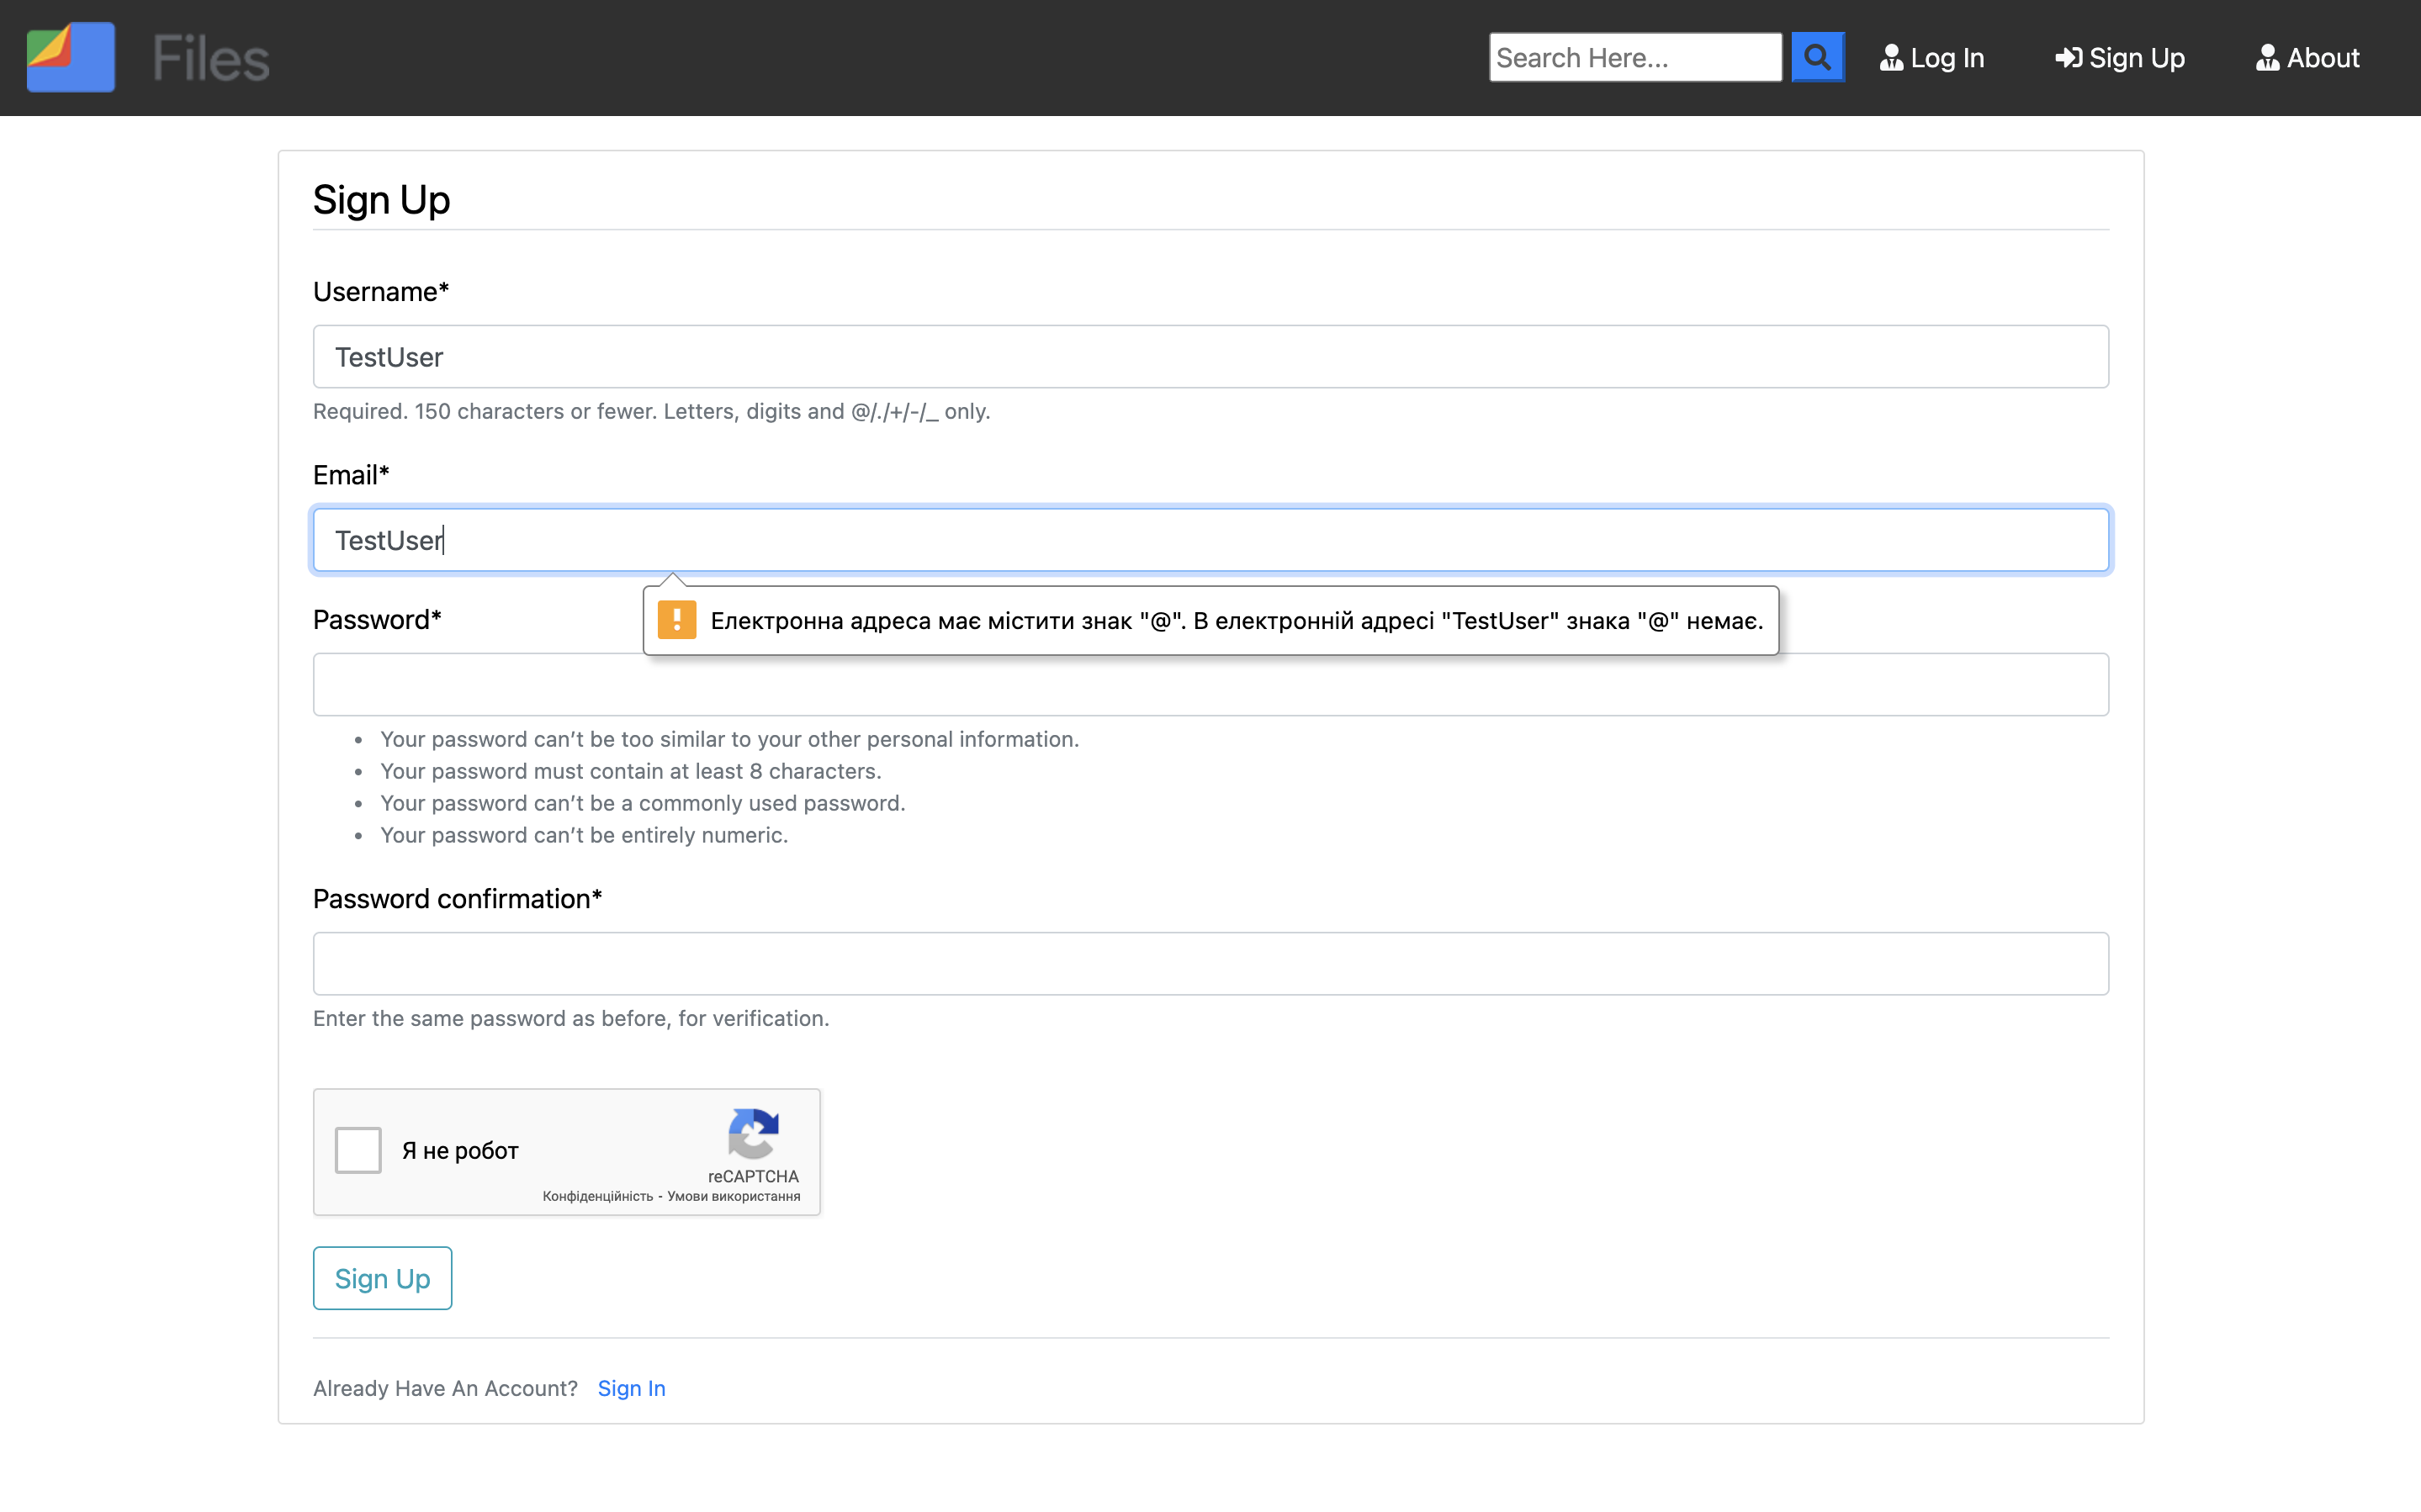 Files
Search Here...
Log In
Sign Up
About
Sign Up
Username*
TestUser
Required. 150 characters or fewer. Letters, digits and @/./+/-/_ only.
Email*
TestUser
Електронна адреса має містити знак "@". В електронній адресі "TestUser" знака "@" немає.
Password*
Your password can’t be too similar to your other personal information.
Your password must contain at least 8 characters.
Your password can’t be a commonly used password.
Your password can’t be entirely numeric.
Password confirmation*
Enter the same password as before, for verification.
Я не робот
reCAPTCHA
Конфіденційність - Умови використання
Sign Up
Already Have An Account? Sign In